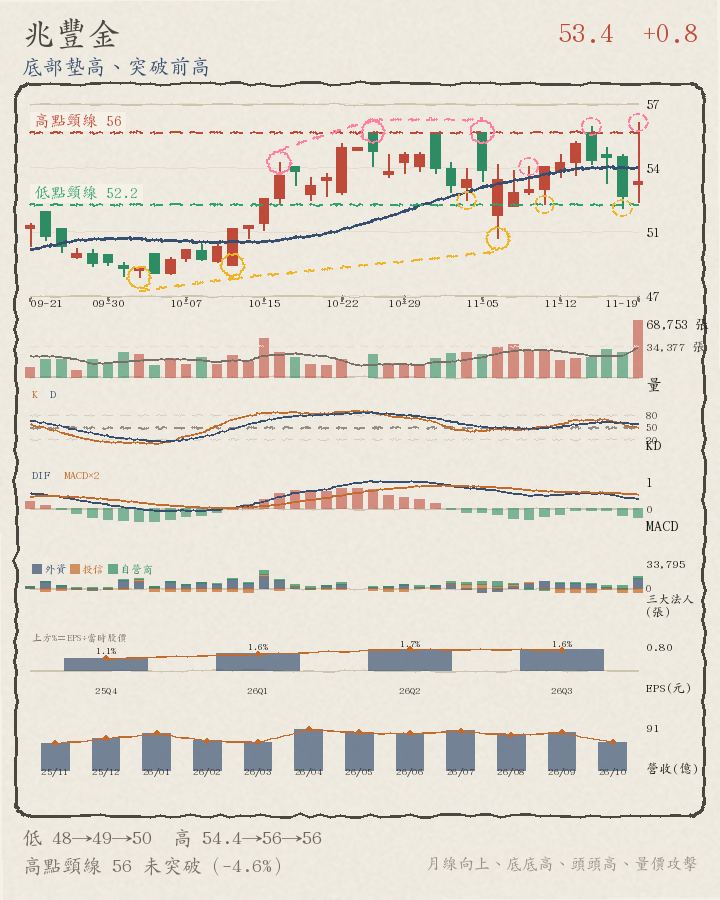 兆豐金
53.4 +0.8
底部墊高、突破前高
57
高點頸線 56
54
低點頸線 52.2
51
47
09-21 09-30 10-07 10-15 10-22 10-29 11-05 11-12 11-19
68,753 張
34,377 張
量
K D
80
50
20
KD
DIF MACD×2
1
0
MACD
外資 投信 自營商
33,795
0
三大法人
(張)
上方%=EPS÷當時股價
1.1% 1.6% 1.7% 1.6%
0.80
25Q4 26Q1 26Q2 26Q3
EPS(元)
91
25/11 25/12 26/01 26/02 26/03 26/04 26/05 26/06 26/07 26/08 26/09 26/10
營收(億)
低 48→49→50 高 54.4→56→56
高點頸線 56 未突破 (-4.6%)
月線向上、底底高、頭頭高、量價攻擊